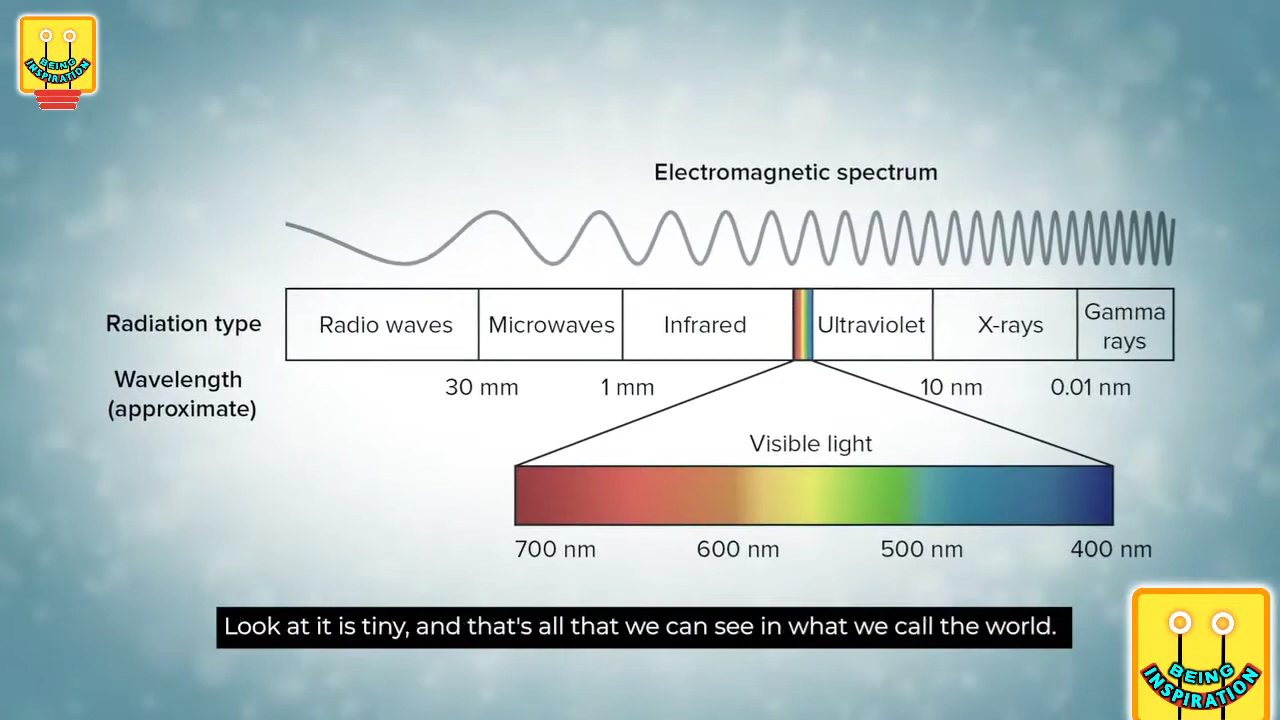 BEING
INSPIRATION
Electromagnetic spectrum
Radiation type
Radio waves
Microwaves
Infrared
Ultraviolet
X-rays
Gamma
rays
Wavelength
(approximate)
30 mm
1 mm
10 nm
0.01 nm
Visible light
700 nm
600 nm
500 nm
400 nm
Look at it is tiny, and that's all that we can see in what we call the world.
BEING
INSPIRATION